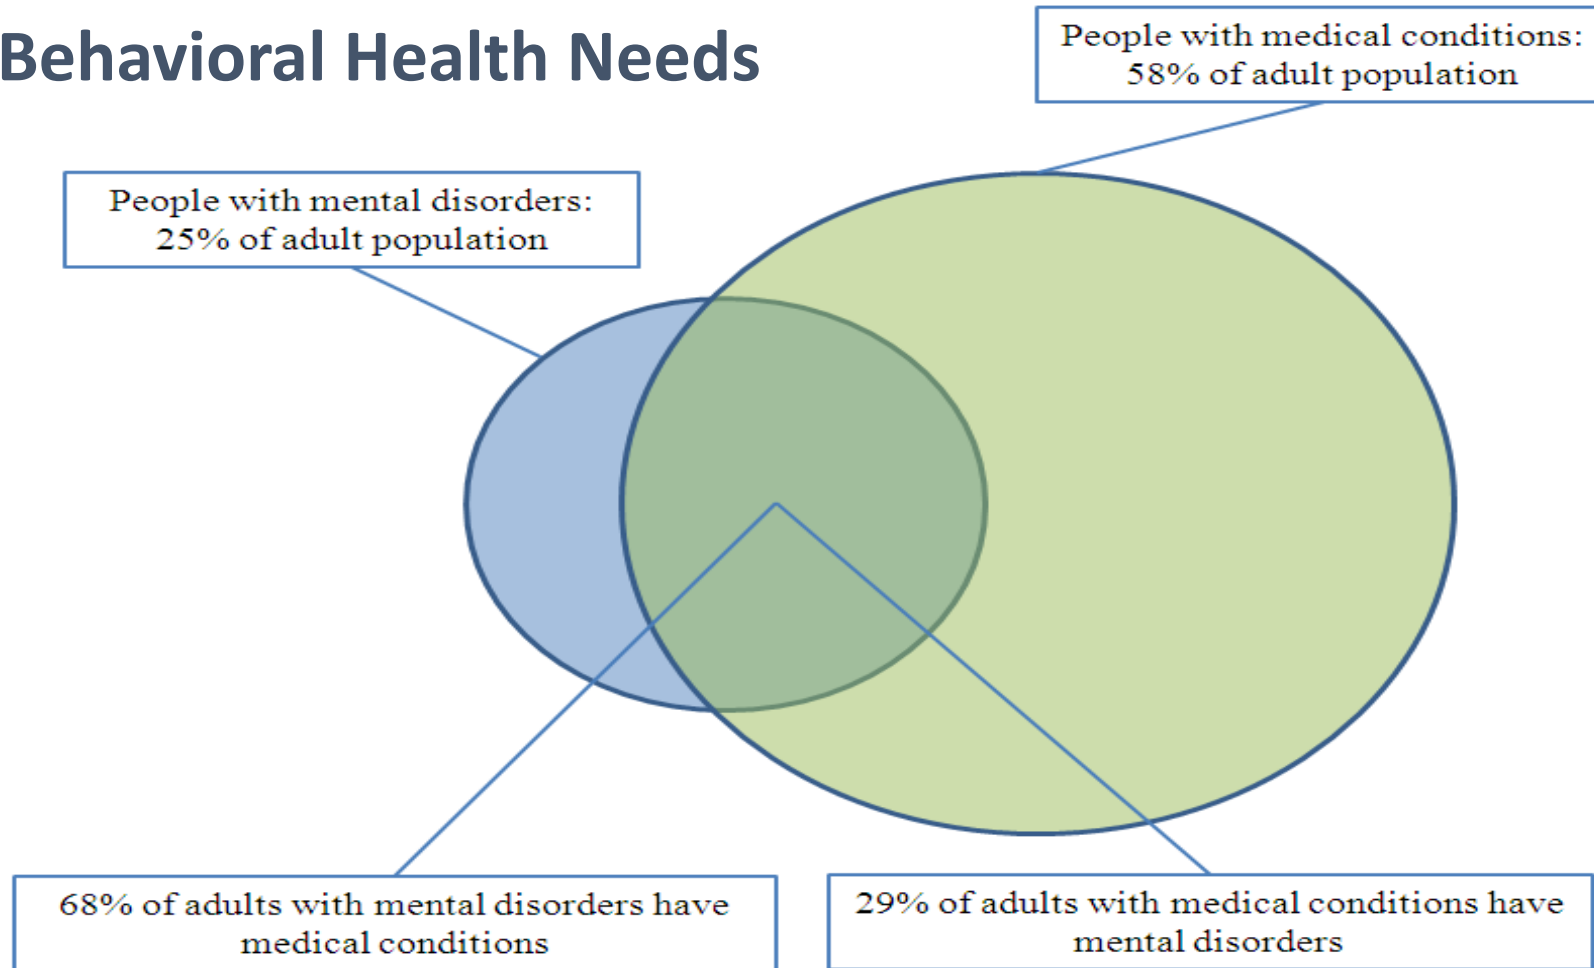 Behavioral Health Needs
People with medical conditions:
58% of adult population
People with mental disorders:
25% of adult population
68% of adults with mental disorders have
medical conditions
29% of adults with medical conditions have
mental disorders